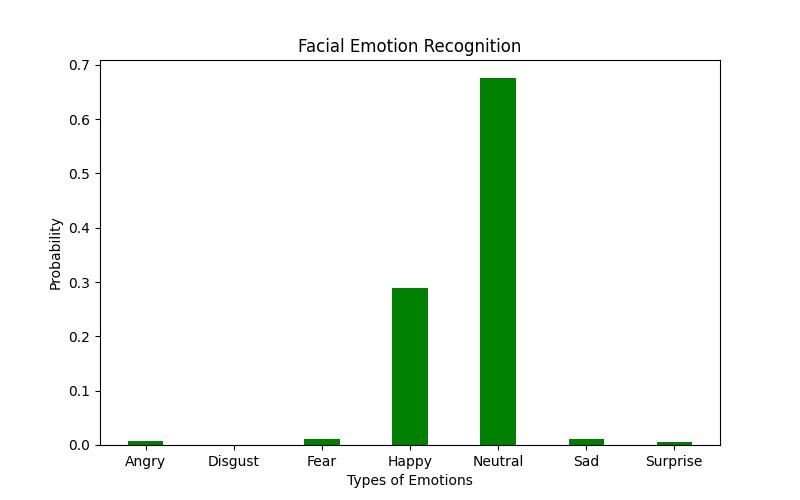 Facial Emotion Recognition
0.7
0.6
0.5
0.4
0.3
0.2
0.1
0.0
Probability
Angry Disgust Fear Happy Neutral Sad Surprise
Types of Emotions